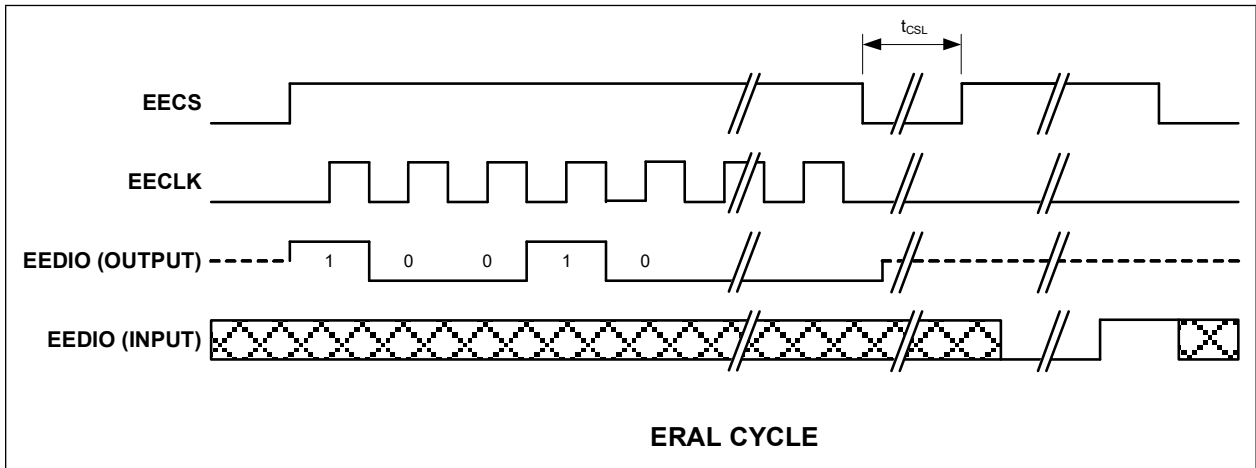 tCSL
EECS
EECLK
EEDIO (OUTPUT)
1 0 0 1 0
EEDIO (INPUT)
ERAL CYCLE